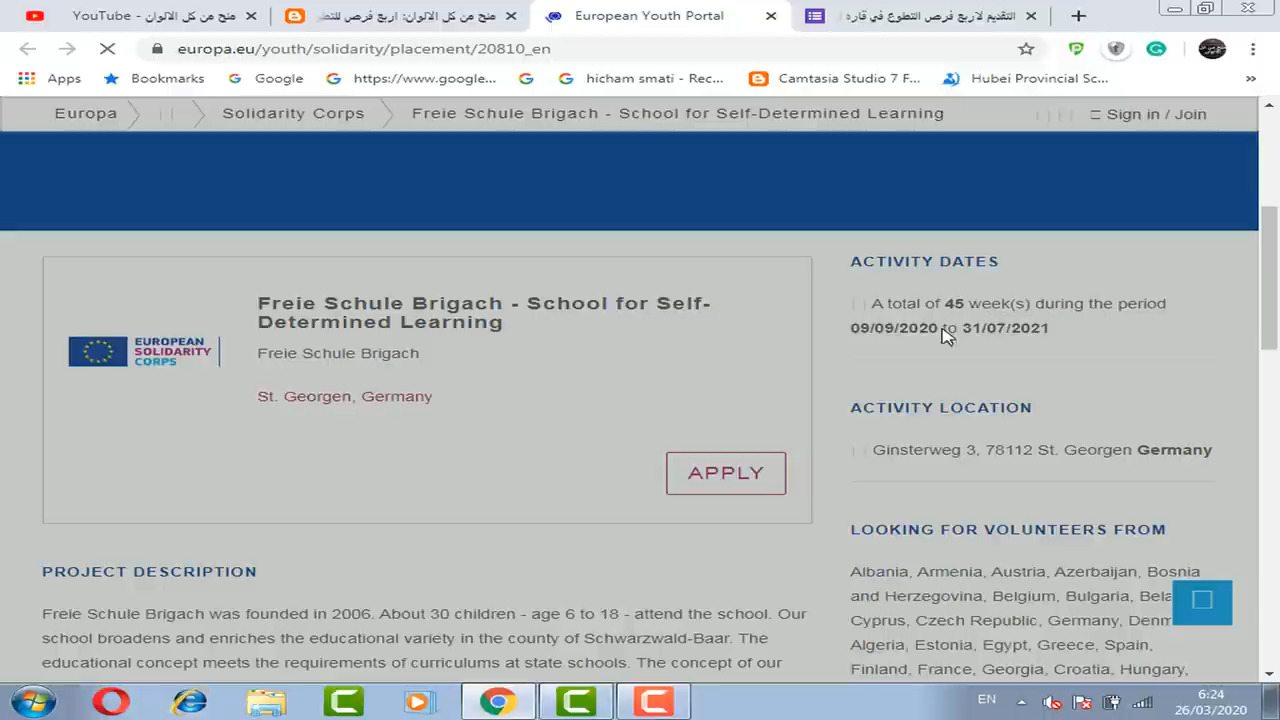 YouTube - منح من كل الالوان
منح من كل الالوان: اربع فرص للتط
European Youth Portal
التقديم لاربع فرص التطوع في قارة
europa.eu/youth/solidarity/placement/20810_en
Apps
Bookmarks
Google
https://www.google...
hicham smati - Rec...
Camtasia Studio 7 F...
Hubei Provincial Sc...
»
Europa
Solidarity Corps
Freie Schule Brigach - School for Self-Determined Learning
Sign in / Join
EUROPEAN
SOLIDARITY
CORPS
Freie Schule Brigach - School for Self-
Determined Learning
Freie Schule Brigach
St. Georgen, Germany
APPLY
PROJECT DESCRIPTION
Freie Schule Brigach was founded in 2006. About 30 children - age 6 to 18 - attend the school. Our
school broadens and enriches the educational variety in the county of Schwarzwald-Baar. The
educational concept meets the requirements of curriculums at state schools. The concept of our
ACTIVITY DATES
A total of 45 week(s) during the period
09/09/2020 to 31/07/2021
ACTIVITY LOCATION
Ginsterweg 3, 78112 St. Georgen Germany
LOOKING FOR VOLUNTEERS FROM
Albania, Armenia, Austria, Azerbaijan, Bosnia
and Herzegovina, Belgium, Bulgaria, Bela
Cyprus, Czech Republic, Germany, Denm
Algeria, Estonia, Egypt, Greece, Spain,
Finland, France, Georgia, Croatia, Hungary,
EN
6:24
26/03/2020